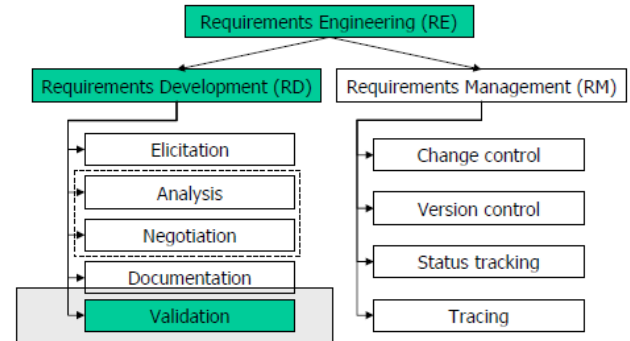 Requirements Engineering (RE)
Requirements Development (RD)
Requirements Management (RM)
Elicitation
Analysis
Negotiation
Documentation
Validation
Change control
Version control
Status tracking
Tracing